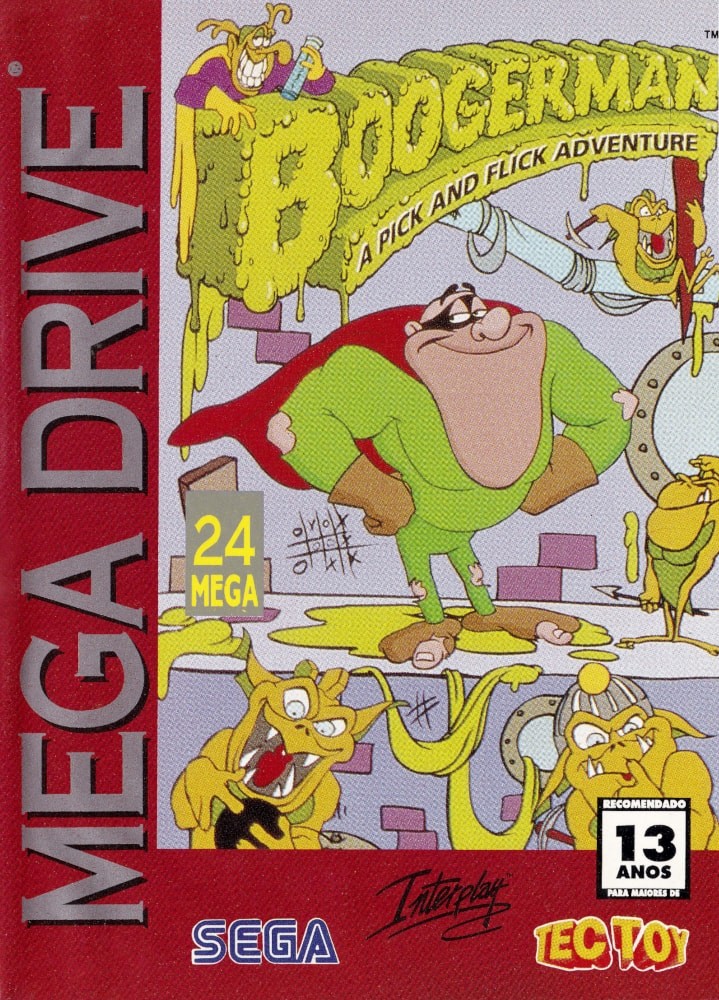 MEGA DRIVE
TM
BOOGERMAN
A PICK AND FLICK ADVENTURE
24
MEGA
RECOMENDADO
13
ANOS
PARA MAIORES DE
SEGA
Interplay
TEC TOY